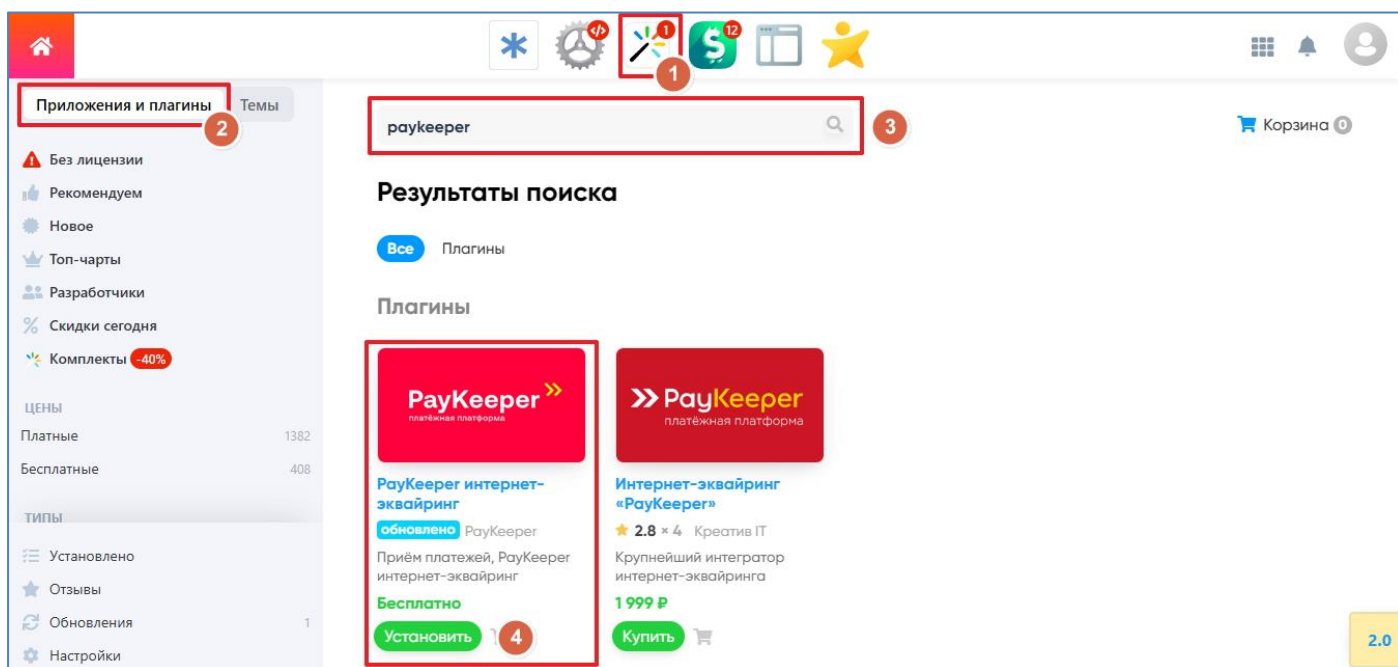 </>
1
12
1
Приложения и плагины
Темы
2
paykeeper
3
Корзина 0
Без лицензии
Рекомендуем
Новое
Топ-чарты
Разработчики
Скидки сегодня
Комплекты -40%
ЦЕНЫ
Платные 1382
Бесплатные 408
ТИПЫ
Установлено
Отзывы
Обновления 1
Настройки
Результаты поиска
Все Плагины
Плагины
PayKeeper
платёжная платформа
PayKeeper интернет-
эквайринг
обновлено PayKeeper
Приём платежей, PayKeeper
интернет-эквайринг
Бесплатно
Установить 4
PayKeeper
платёжная платформа
Интернет-эквайринг
«PayKeeper»
2.8 × 4 Креатив IT
Крупнейший интегратор
интернет-эквайринга
1 999 ₽
Купить
2.0